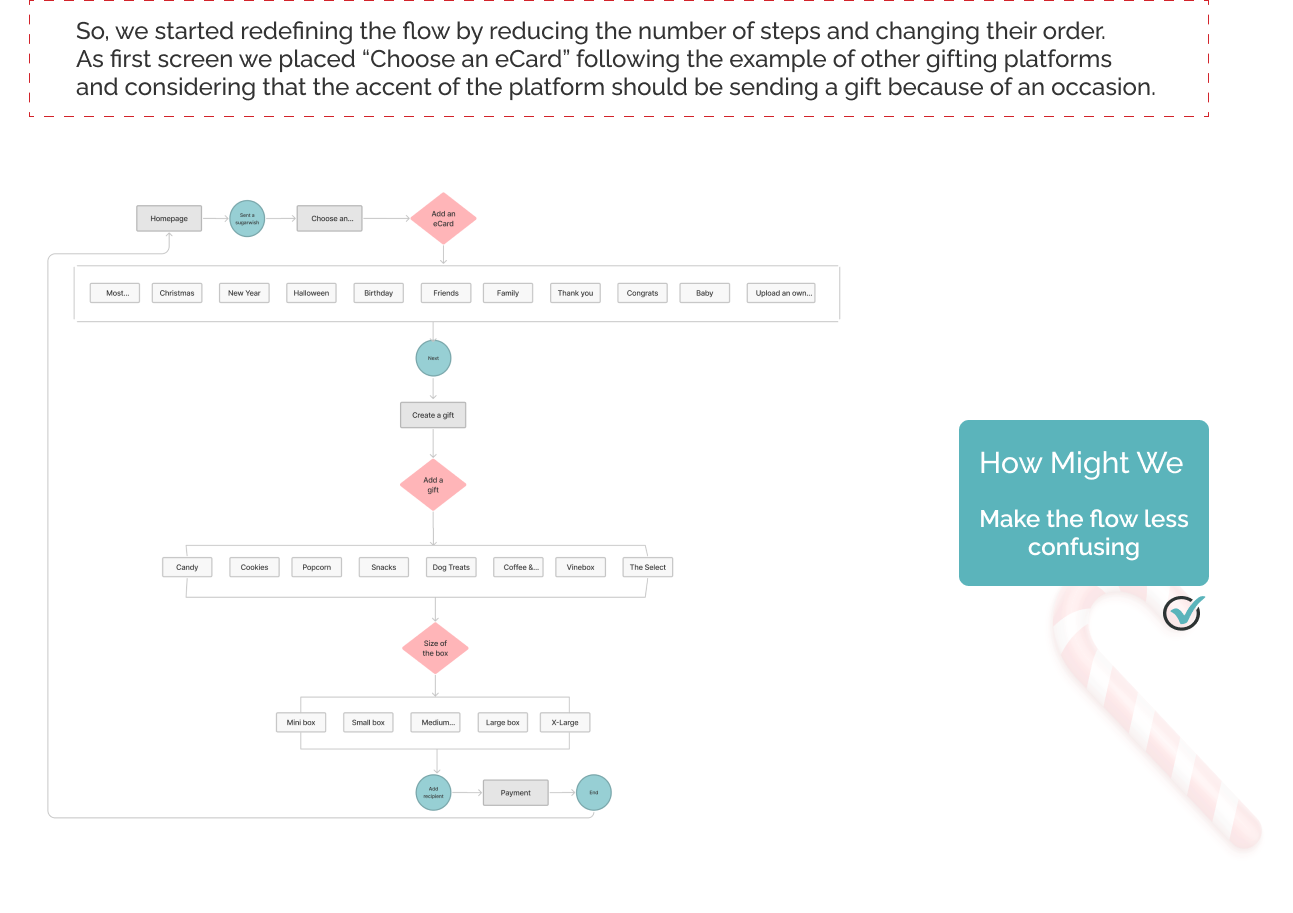 So, we started redefining the flow by reducing the number of steps and changing their order.
As first screen we placed “Choose an eCard” following the example of other gifting platforms
and considering that the accent of the platform should be sending a gift because of an occasion.
Homepage
Sent a
sugarwish
Choose an...
Add an
eCard
Most...
Christmas
New Year
Halloween
Birthday
Friends
Family
Thank you
Congrats
Baby
Upload an own...
Next
Create a gift
Add a
gift
Candy
Cookies
Popcorn
Snacks
Dog Treats
Coffee &...
Vinebox
The Select
Size of
the box
Mini box
Small box
Medium...
Large box
X-Large
Add
recipient
Payment
End
How Might We
Make the flow less
confusing